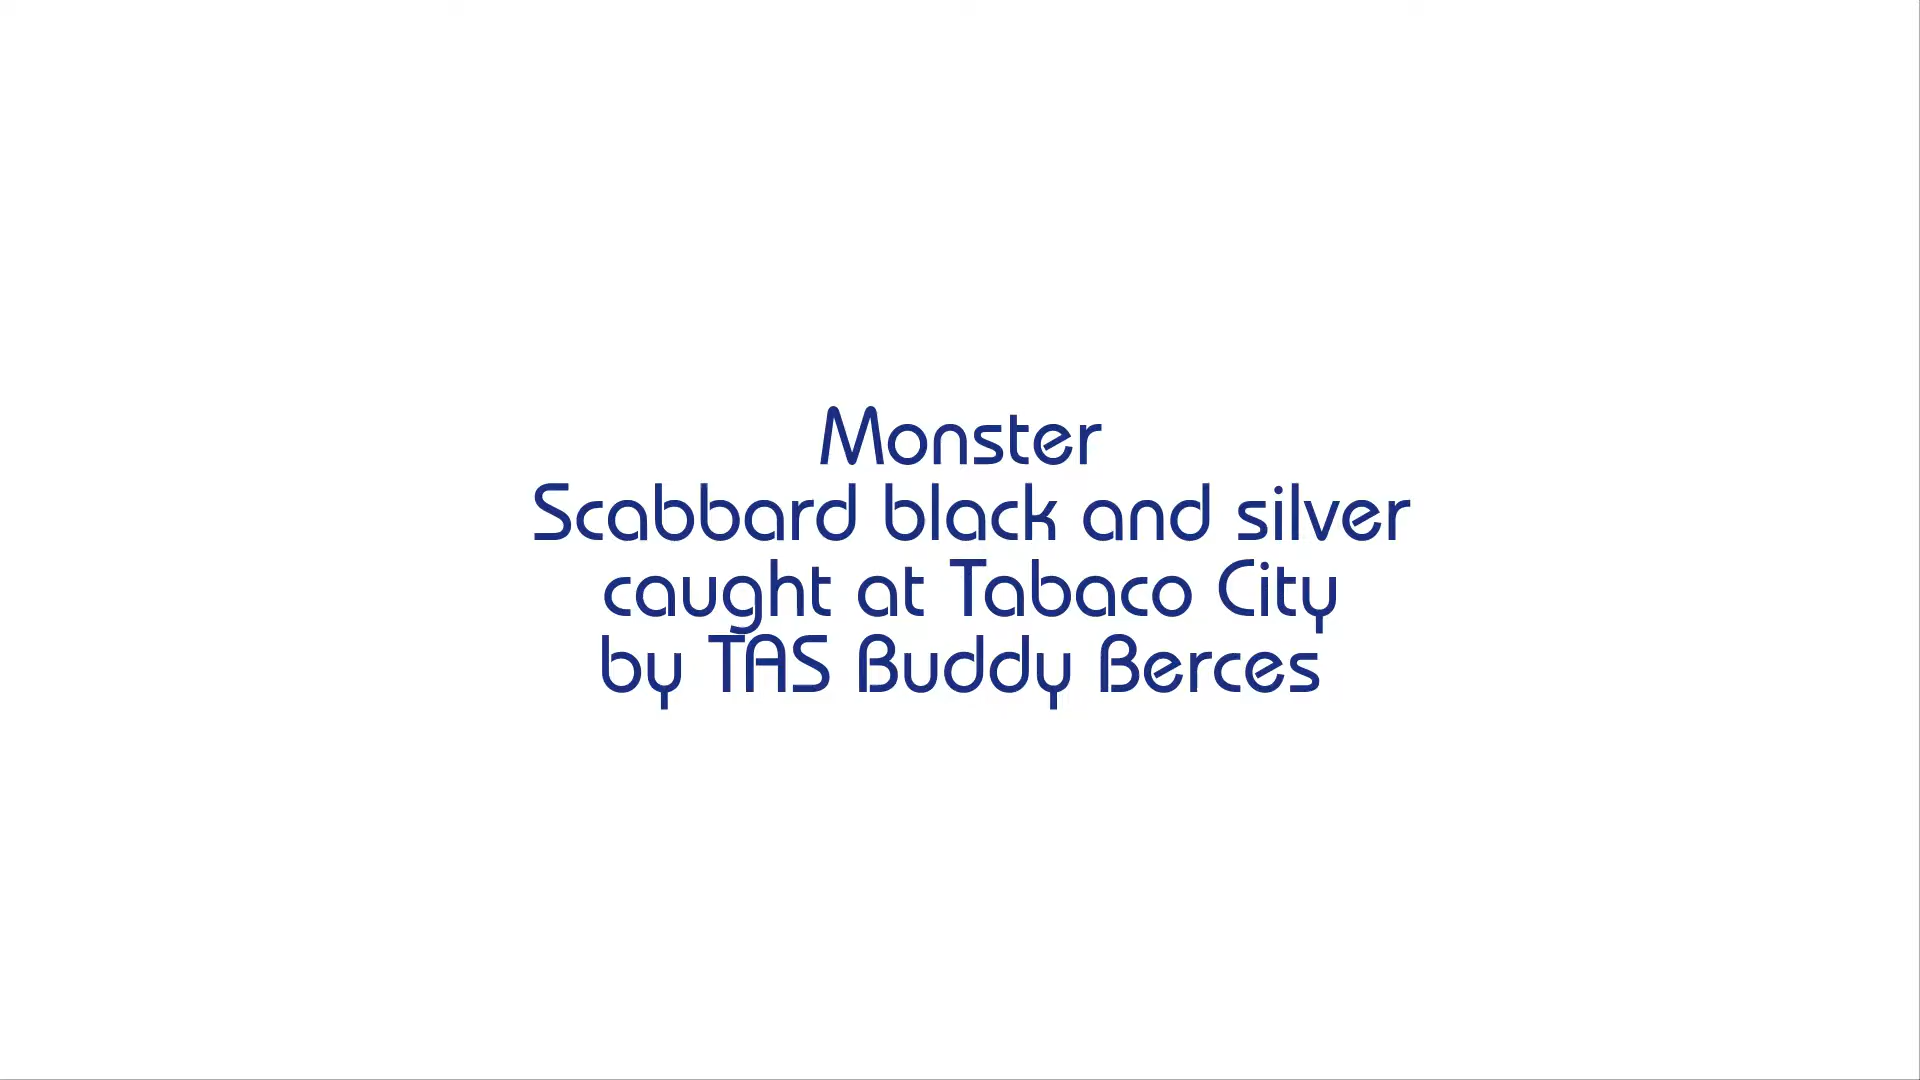 Monster
Scabbard black and silver
caught at Tabaco City
by TAS Buddy Berces